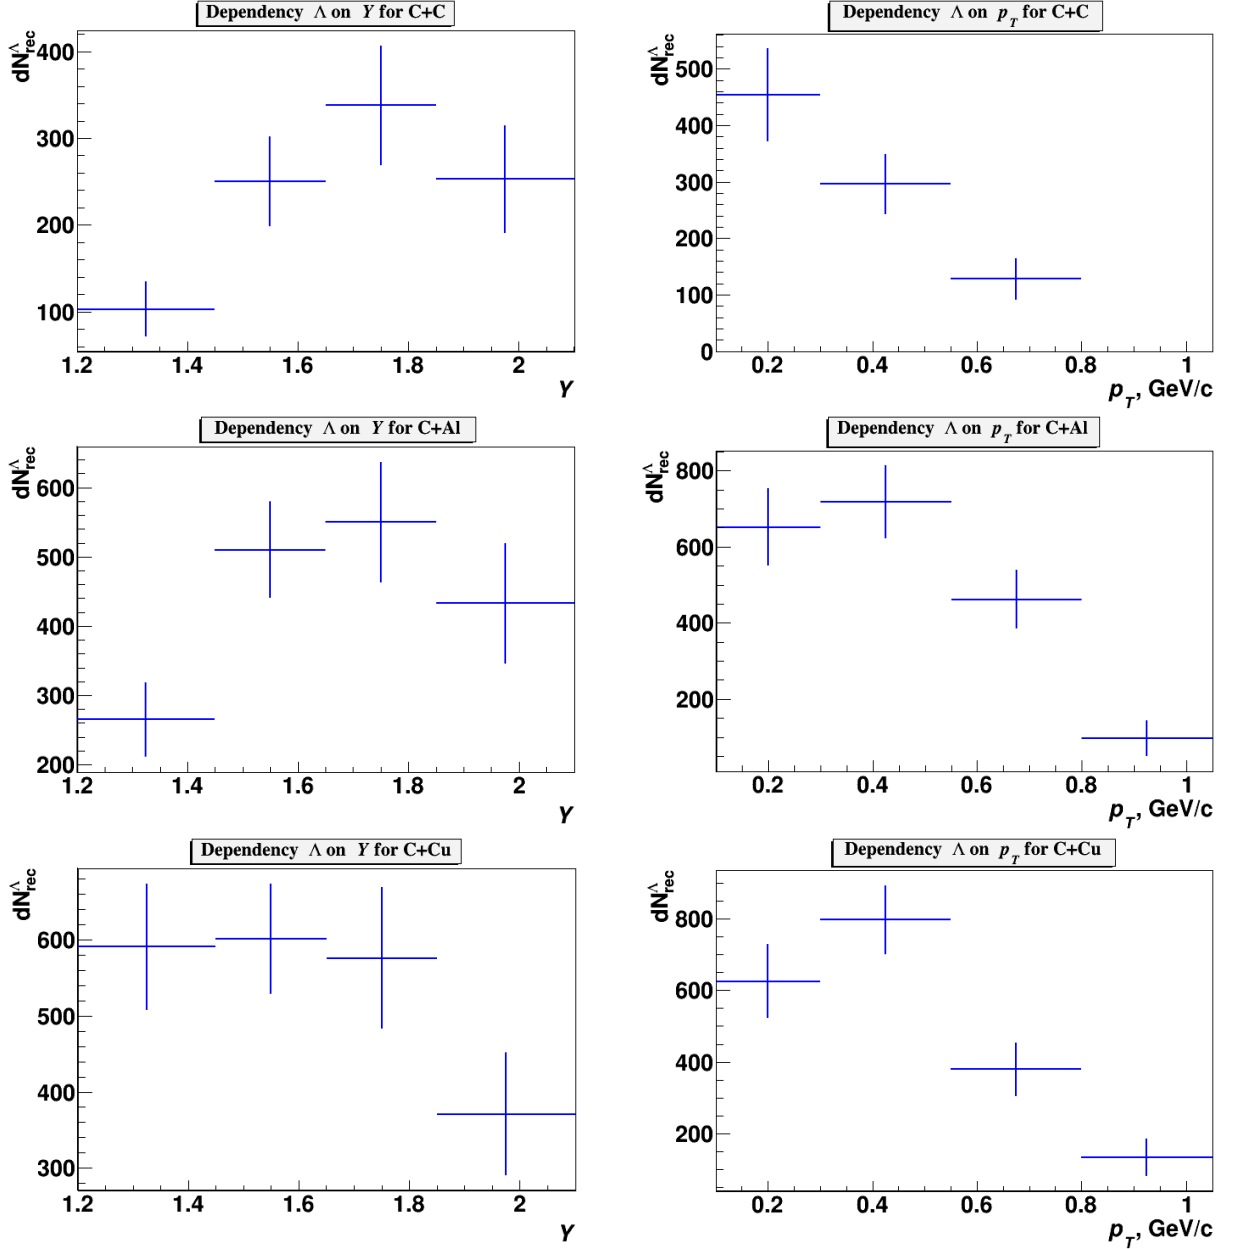 Dependency Λ on Y for C+C
dN^Λ_rec
400
300
200
100
1.2 1.4 1.6 1.8 2
Y
Dependency Λ on p_T for C+C
dN^Λ_rec
500
400
300
200
100
0
0.2 0.4 0.6 0.8 1
p_T, GeV/c
Dependency Λ on Y for C+Al
dN^Λ_rec
600
500
400
300
200
1.2 1.4 1.6 1.8 2
Y
Dependency Λ on p_T for C+Al
dN^Λ_rec
800
600
400
200
0.2 0.4 0.6 0.8 1
p_T, GeV/c
Dependency Λ on Y for C+Cu
dN^Λ_rec
600
500
400
300
1.2 1.4 1.6 1.8 2
Y
Dependency Λ on p_T for C+Cu
dN^Λ_rec
800
600
400
200
0.2 0.4 0.6 0.8 1
p_T, GeV/c